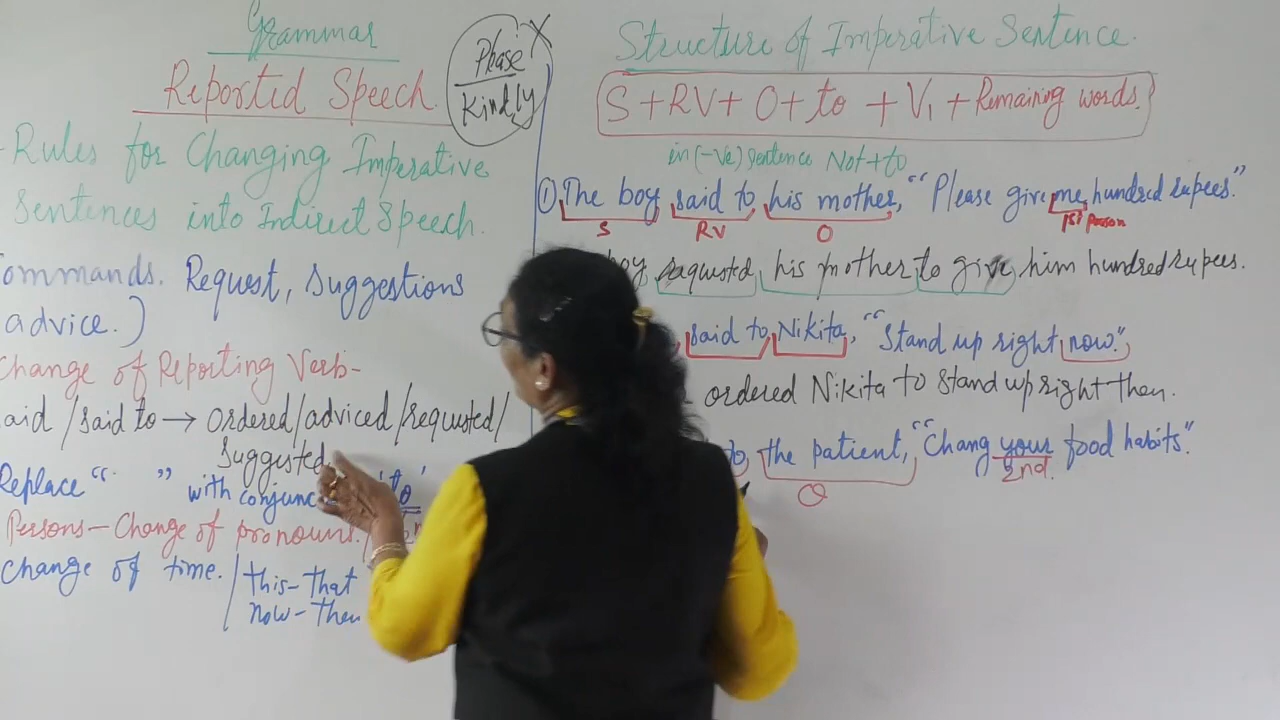 Grammar
Reported Speech.
Phase
Kindly
Rules for Changing Imperative
Sentences into Indirect Speech.
ommands. Request, Suggestions
advice.)
Change of Reporting Verb-
aid / said to → Ordered/adviced/requested/
Suggested
Replace “ ” with conjunc 'to'
Persons-Change of pronouns.
Change of time. / this-that
now-then
Structure of Imperative Sentence.
S + RV + O + to + V1 + Remaining words.
in (-ve) sentence Not + to
① The boy said to his mother, “Please give me hundred rupees.”
S RV O 1st Person
boy requested his mother to give him hundred rupees.
said to Nikita, “Stand up right now.”
ordered Nikita to stand up right then.
to the patient, “Chang your food habits”.
O 2nd.